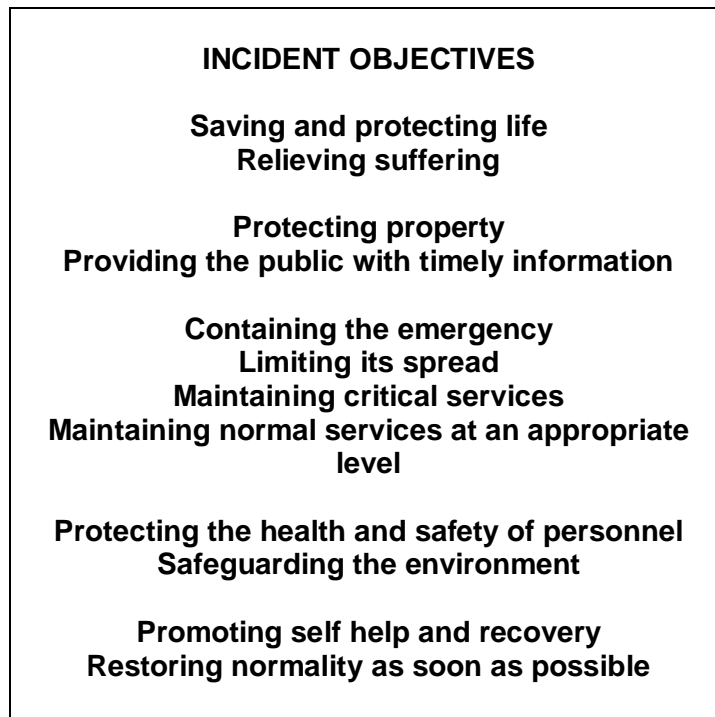 INCIDENT OBJECTIVES
Saving and protecting life
Relieving suffering
Protecting property
Providing the public with timely information
Containing the emergency
Limiting its spread
Maintaining critical services
Maintaining normal services at an appropriate
level
Protecting the health and safety of personnel
Safeguarding the environment
Promoting self help and recovery
Restoring normality as soon as possible